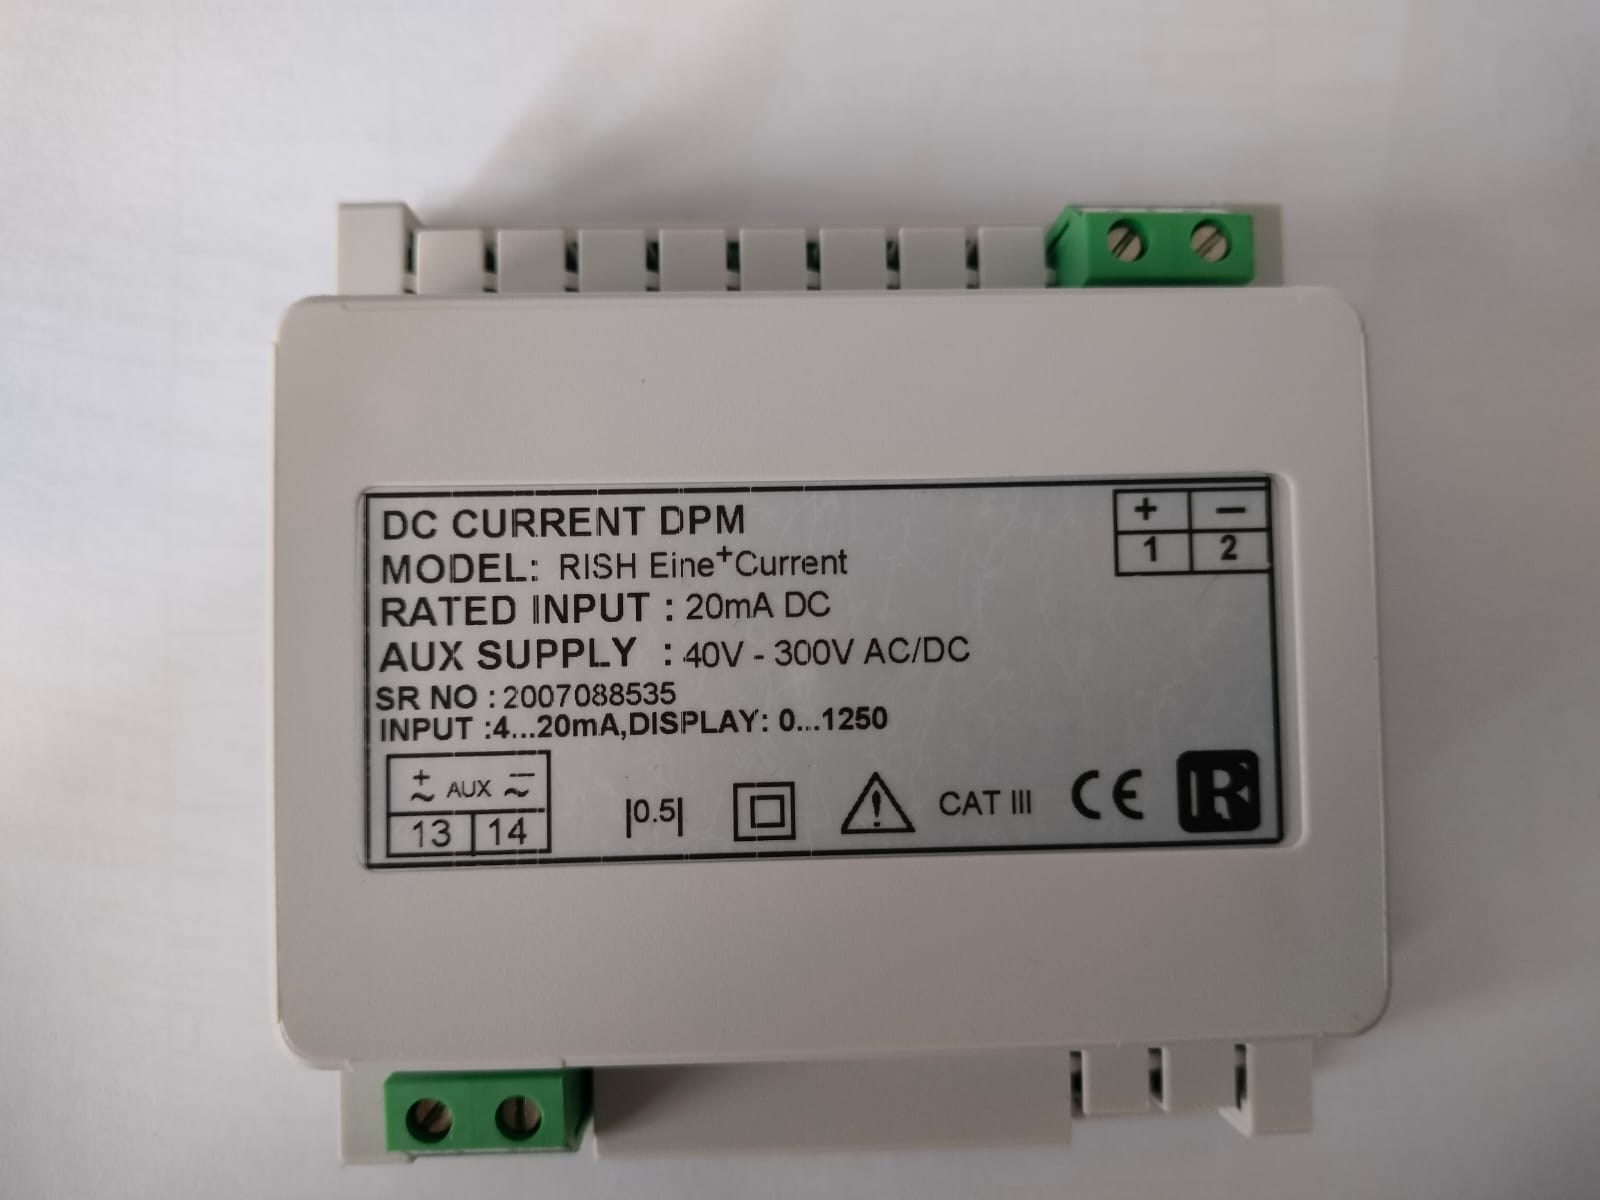 DC CURRENT DPM
MODEL: RISH Eine+Current
RATED INPUT : 20mA DC
AUX SUPPLY : 40V - 300V AC/DC
SR NO : 2007088535
INPUT :4...20mA,DISPLAY: 0...1250
+ −
1 2
AUX
13 14
|0.5|
CAT III
CE
R